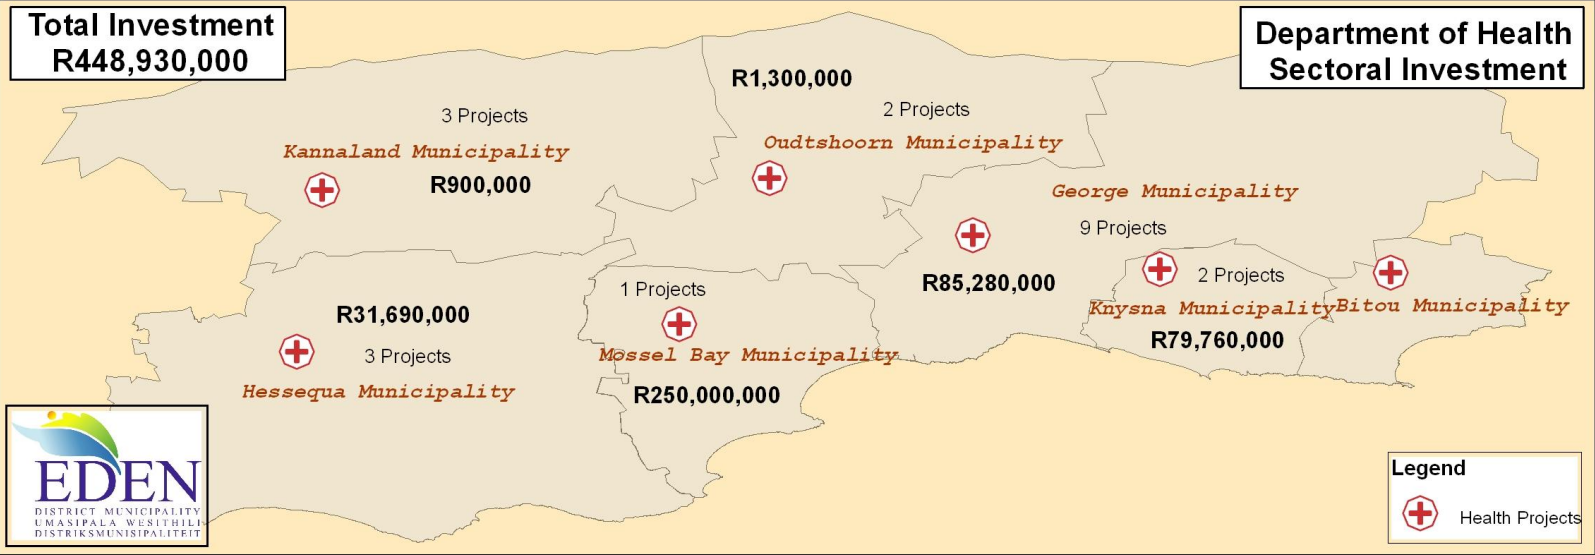 Total Investment
R448,930,000
Department of Health
Sectoral Investment
R1,300,000
2 Projects
Oudtshoorn Municipality
3 Projects
Kannaland Municipality
R900,000
George Municipality
9 Projects
R85,280,000
2 Projects
Knysna Municipality
R79,760,000
Bitou Municipality
1 Projects
Mossel Bay Municipality
R250,000,000
R31,690,000
3 Projects
Hessequa Municipality
EDEN
DISTRICT MUNICIPALITY
UMASIPALA WESITHILI
DISTRIKSMUNISIPALITEIT
Legend
Health Projects